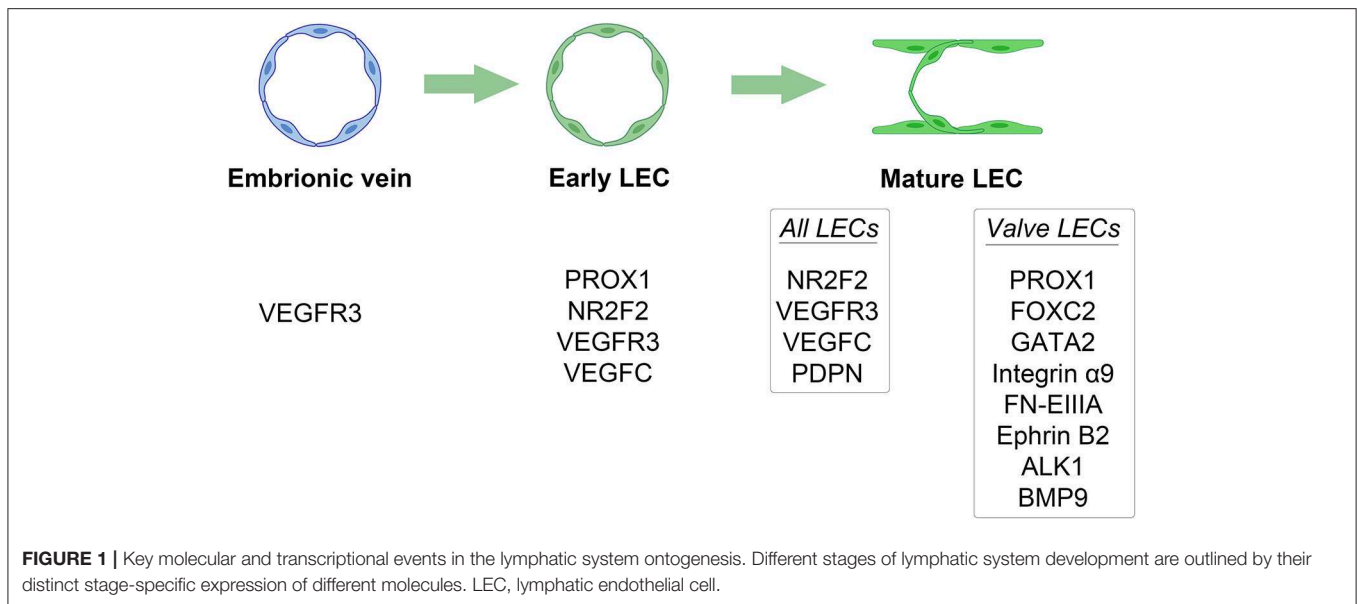 Embrionic vein
Early LEC
Mature LEC
All LECs
Valve LECs
VEGFR3
PROX1
NR2F2
VEGFR3
VEGFC
NR2F2
VEGFR3
VEGFC
PDPN
PROX1
FOXC2
GATA2
Integrin α9
FN-EIIIA
Ephrin B2
ALK1
BMP9
FIGURE 1 | Key molecular and transcriptional events in the lymphatic system ontogenesis. Different stages of lymphatic system development are outlined by their
distinct stage-specific expression of different molecules. LEC, lymphatic endothelial cell.